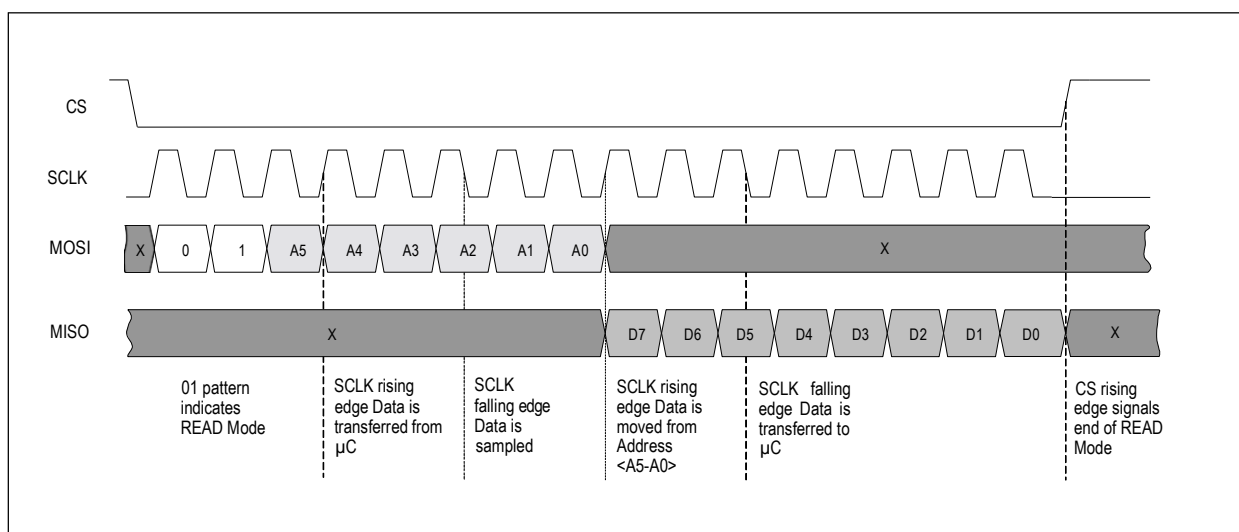 CS
SCLK
MOSI
X 0 1 A5 A4 A3 A2 A1 A0 X
MISO
X D7 D6 D5 D4 D3 D2 D1 D0 X
01 pattern
indicates
READ Mode
SCLK rising
edge Data is
transferred from
µC
SCLK
falling edge
Data is
sampled
SCLK rising
edge Data is
moved from
Address
<A5-A0>
SCLK falling
edge Data is
transferred to
µC
CS rising
edge signals
end of READ
Mode